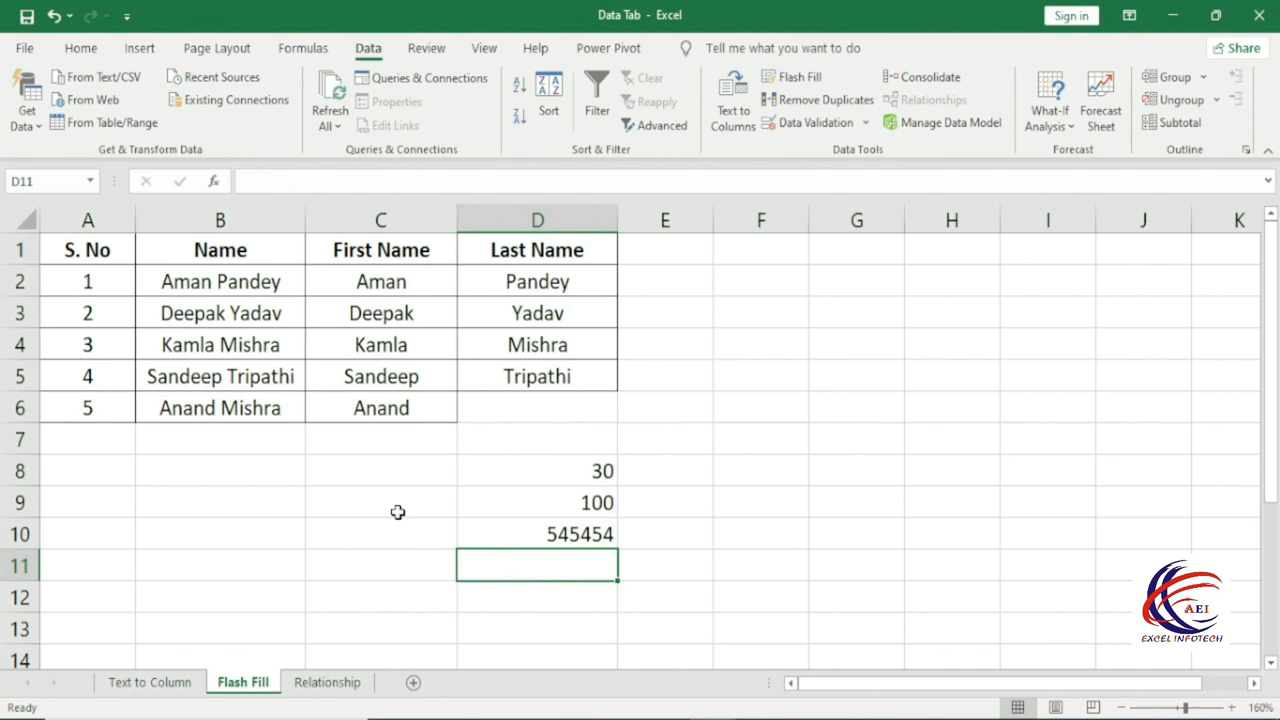 Data Tab - Excel
Sign in
File Home Insert Page Layout Formulas Data Review View Help Power Pivot Tell me what you want to do Share
Get Data
From Text/CSV
From Web
From Table/Range
Recent Sources
Existing Connections
Get & Transform Data
Refresh All
Queries & Connections
Properties
Edit Links
Queries & Connections
Sort
Filter
Clear
Reapply
Advanced
Sort & Filter
Text to Columns
Flash Fill
Remove Duplicates
Data Validation
Consolidate
Relationships
Manage Data Model
Data Tools
What-If Analysis
Forecast Sheet
Forecast
Group
Ungroup
Subtotal
Outline
D11 fx
A B C D E F G H I J K
1 S. No Name First Name Last Name
2 1 Aman Pandey Aman Pandey
3 2 Deepak Yadav Deepak Yadav
4 3 Kamla Mishra Kamla Mishra
5 4 Sandeep Tripathi Sandeep Tripathi
6 5 Anand Mishra Anand
7
8 30
9 100
10 545454
11
12
13
14
AEI
EXCEL INFOTECH
Text to Column Flash Fill Relationship
Ready 160%